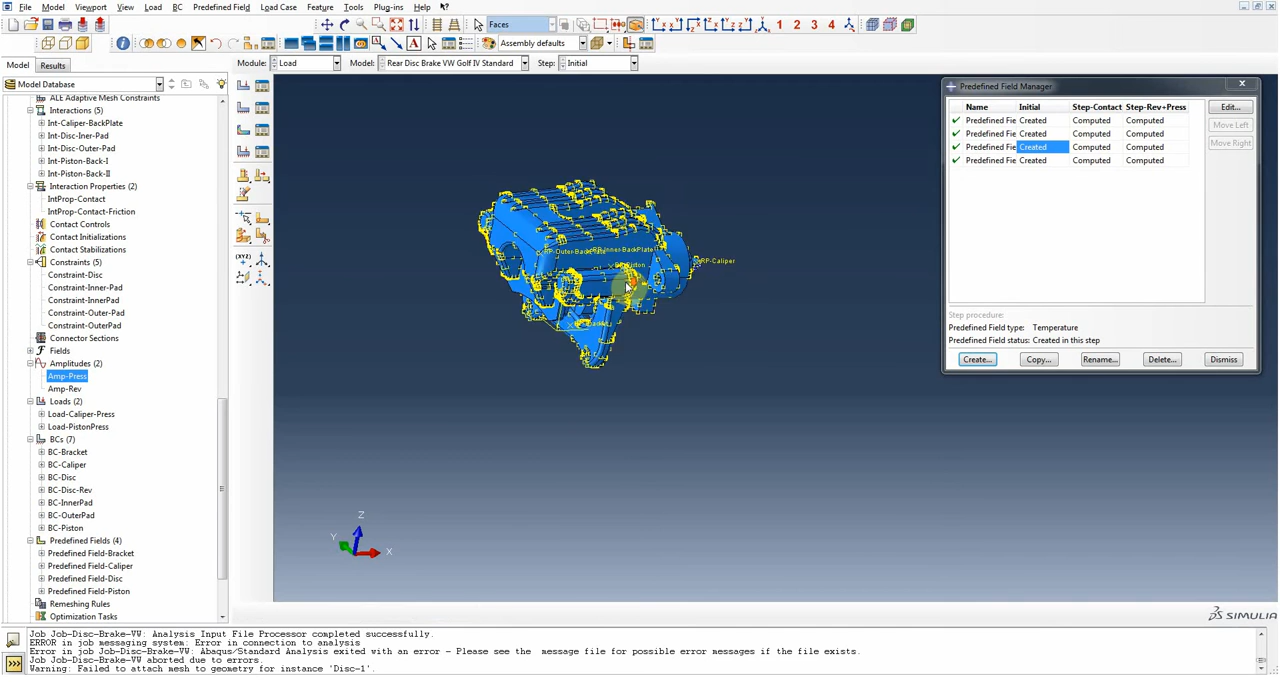 File Model Viewport View Load BC Predefined Field Load Case Feature Tools Plug-ins Help
Faces
1 2 3 4
Assembly defaults
Model Results
Module: Load Model: Rear Disc Brake VW Golf IV Standard Step: Initial
Model Database
ALE Adaptive Mesh Constraints
Interactions (5)
Int-Caliper-BackPlate
Int-Disc-Iner-Pad
Int-Disc-Outer-Pad
Int-Piston-Back-I
Int-Piston-Back-II
Interaction Properties (2)
IntProp-Contact
IntProp-Contact-Friction
Contact Controls
Contact Initializations
Contact Stabilizations
Constraints (5)
Constraint-Disc
Constraint-Inner-Pad
Constraint-InnerPad
Constraint-Outer-Pad
Constraint-OuterPad
Connector Sections
Fields
Amplitudes (2)
Amp-Press
Amp-Rev
Loads (2)
Load-Caliper-Press
Load-PistonPress
BCs (7)
BC-Bracket
BC-Caliper
BC-Disc
BC-Disc-Rev
BC-InnerPad
BC-OuterPad
BC-Piston
Predefined Fields (4)
Predefined Field-Bracket
Predefined Field-Caliper
Predefined Field-Disc
Predefined Field-Piston
Remeshing Rules
Optimization Tasks
RP-Caliper
Z
Y
X
Predefined Field Manager
Name Initial Step-Contact Step-Rev+Press
Predefined Fie Created Computed Computed
Predefined Fie Created Computed Computed
Predefined Fie Created Computed Computed
Predefined Fie Created Computed Computed
Edit...
Move Left
Move Right
Step procedure:
Predefined Field type: Temperature
Predefined Field status: Created in this step
Create... Copy... Rename... Delete... Dismiss
SIMULIA
Job Job-Disc-Brake-VW: Analysis Input File Processor completed successfully.
ERROR in job messaging system: Error in connection to analysis
Error in job Job-Disc-Brake-VW: Abaqus/Standard Analysis exited with an error - Please see the message file for possible error messages if the file exists.
Job Job-Disc-Brake-VW aborted due to errors.
Warning: Failed to attach mesh to geometry for instance 'Disc-1'.